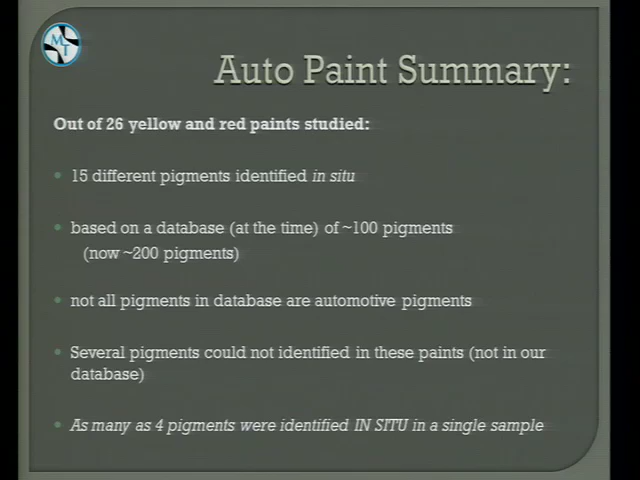 MT
Auto Paint Summary:
Out of 26 yellow and red paints studied:
15 different pigments identified in situ
based on a database (at the time) of ~100 pigments
(now ~200 pigments)
not all pigments in database are automotive pigments
Several pigments could not identified in these paints (not in our
database)
As many as 4 pigments were identified IN SITU in a single sample